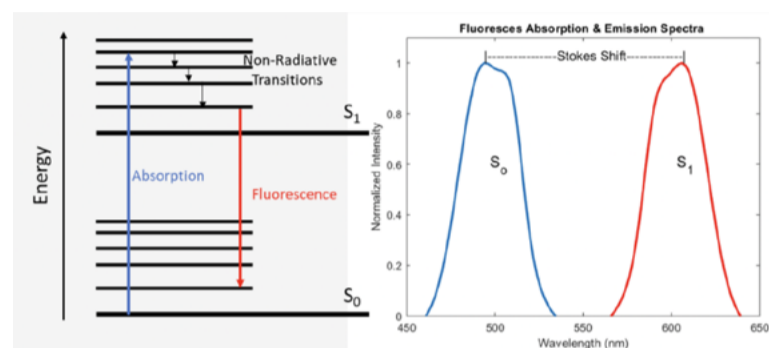 Energy
Non-Radiative
Transitions
S1
Absorption
Fluorescence
S0
Fluoresces Absorption & Emission Spectra
Stokes Shift
Normalized Intensity
1
0.8
0.6
0.4
0.2
0
So
S1
450
500
550
600
650
Wavelength (nm)